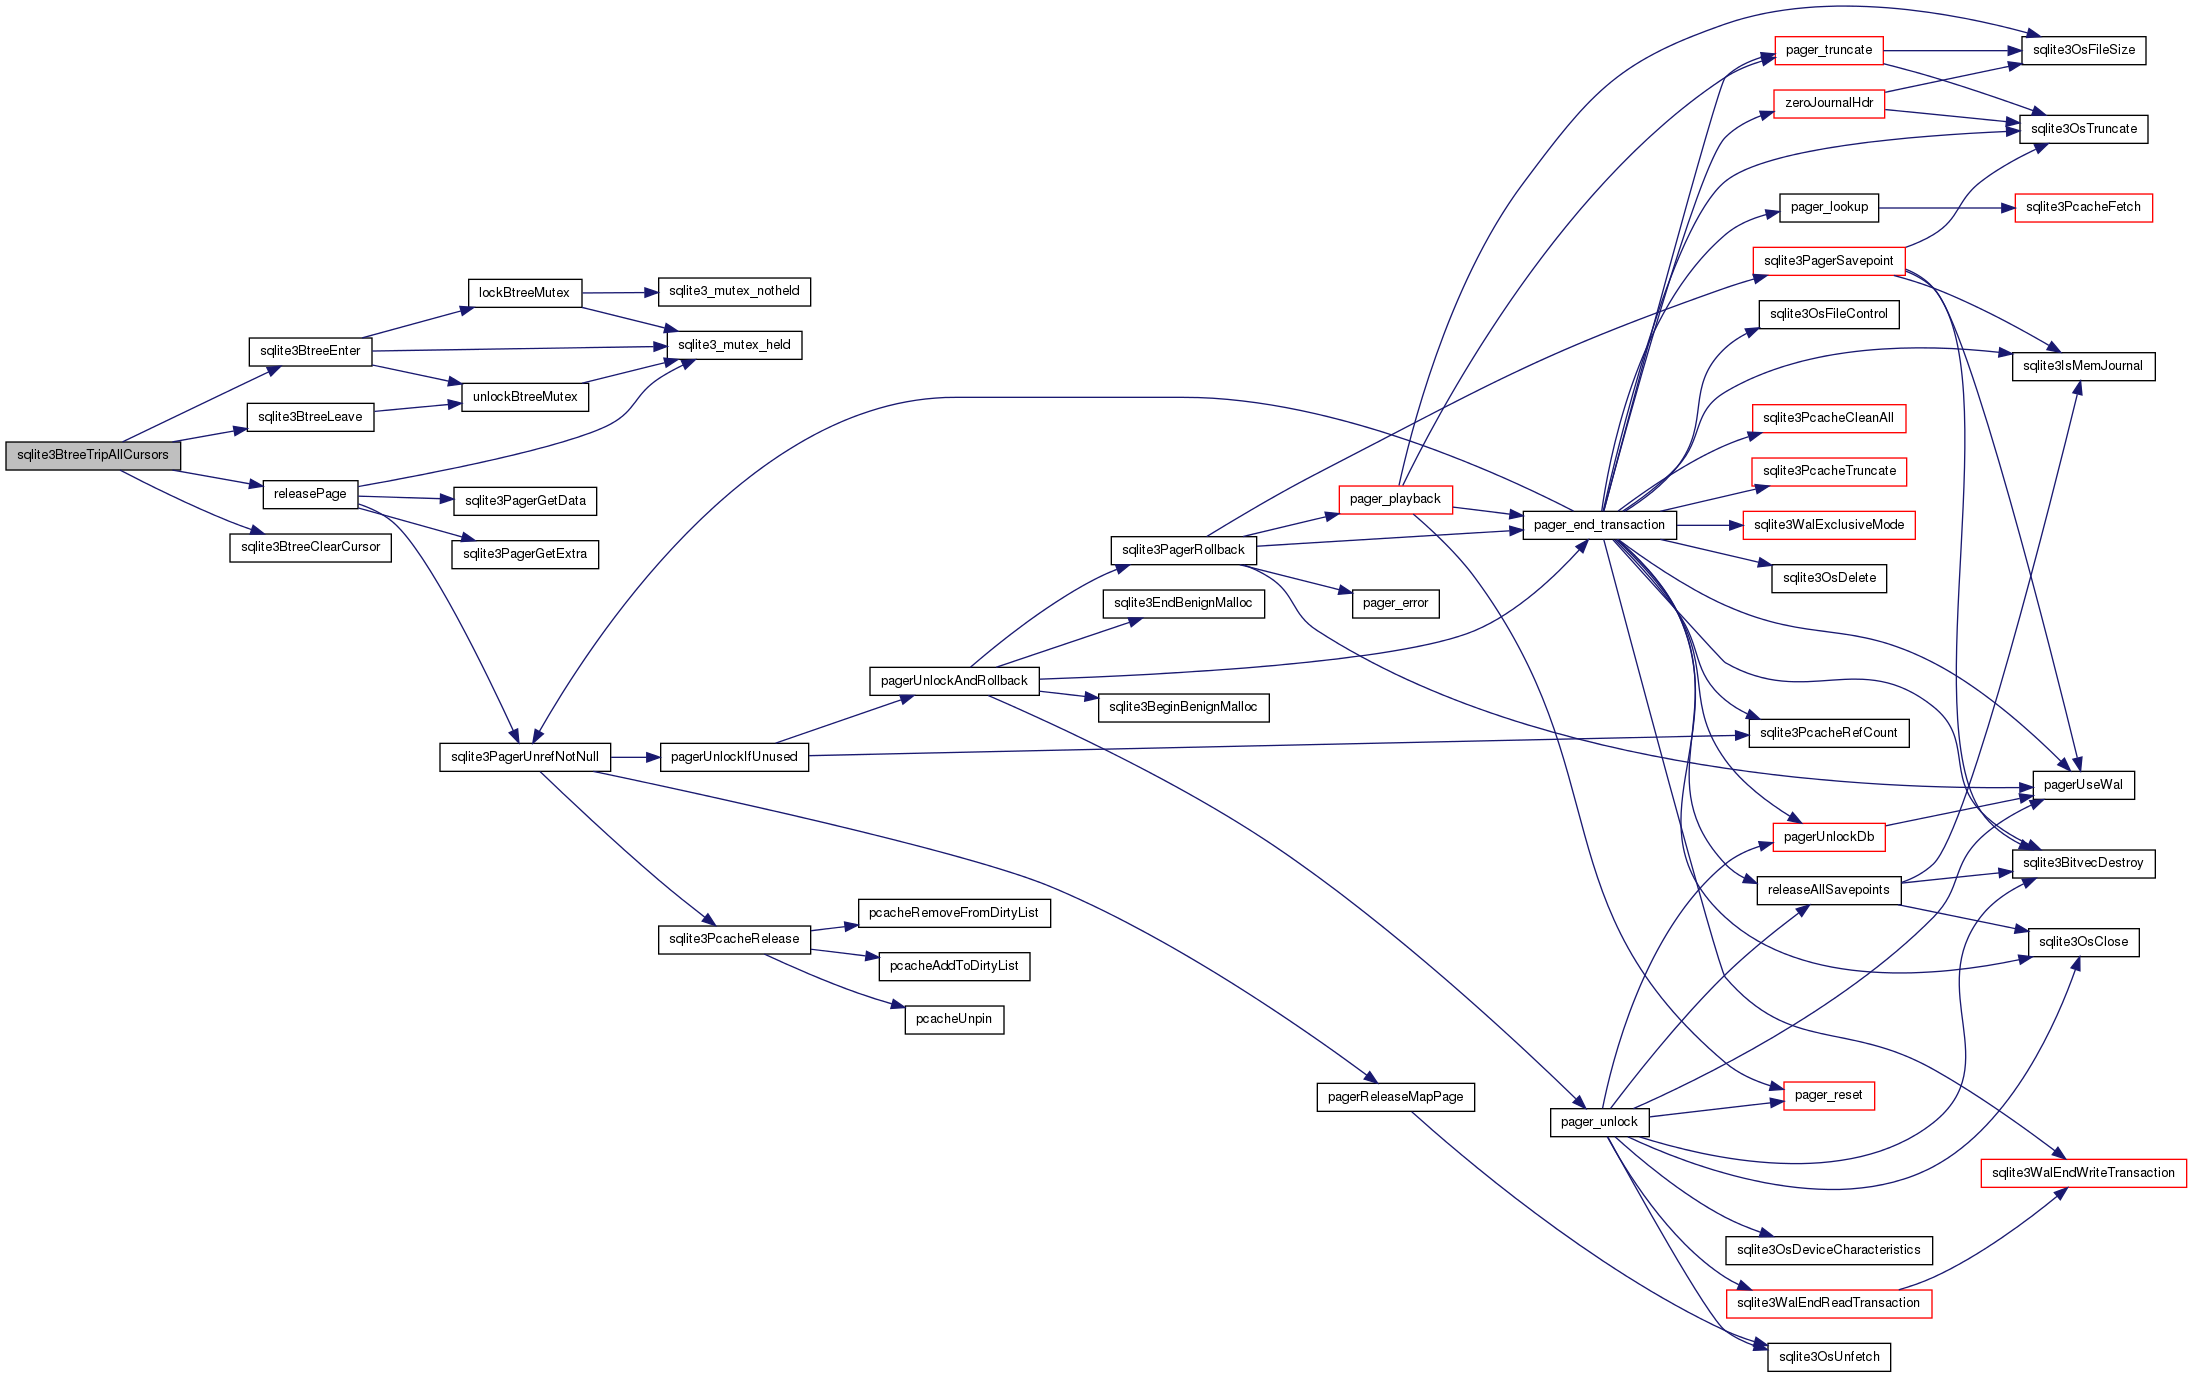 sqlite3BtreeTripAllCursors
sqlite3BtreeEnter
sqlite3BtreeLeave
releasePage
sqlite3BtreeClearCursor
lockBtreeMutex
unlockBtreeMutex
sqlite3PagerGetData
sqlite3PagerGetExtra
sqlite3PagerUnrefNotNull
sqlite3_mutex_notheld
sqlite3_mutex_held
pagerUnlockIfUnused
sqlite3PcacheRelease
pagerUnlockAndRollback
pcacheRemoveFromDirtyList
pcacheAddToDirtyList
pcacheUnpin
sqlite3PagerRollback
sqlite3EndBenignMalloc
sqlite3BeginBenignMalloc
pager_playback
pager_error
pagerReleaseMapPage
pager_end_transaction
pager_unlock
pager_truncate
zeroJournalHdr
pager_lookup
sqlite3PagerSavepoint
sqlite3OsFileControl
sqlite3PcacheCleanAll
sqlite3PcacheTruncate
sqlite3WalExclusiveMode
sqlite3OsDelete
sqlite3PcacheRefCount
pagerUnlockDb
releaseAllSavepoints
pager_reset
sqlite3OsDeviceCharacteristics
sqlite3WalEndReadTransaction
sqlite3OsUnfetch
sqlite3OsFileSize
sqlite3OsTruncate
sqlite3PcacheFetch
sqlite3IsMemJournal
pagerUseWal
sqlite3BitvecDestroy
sqlite3OsClose
sqlite3WalEndWriteTransaction